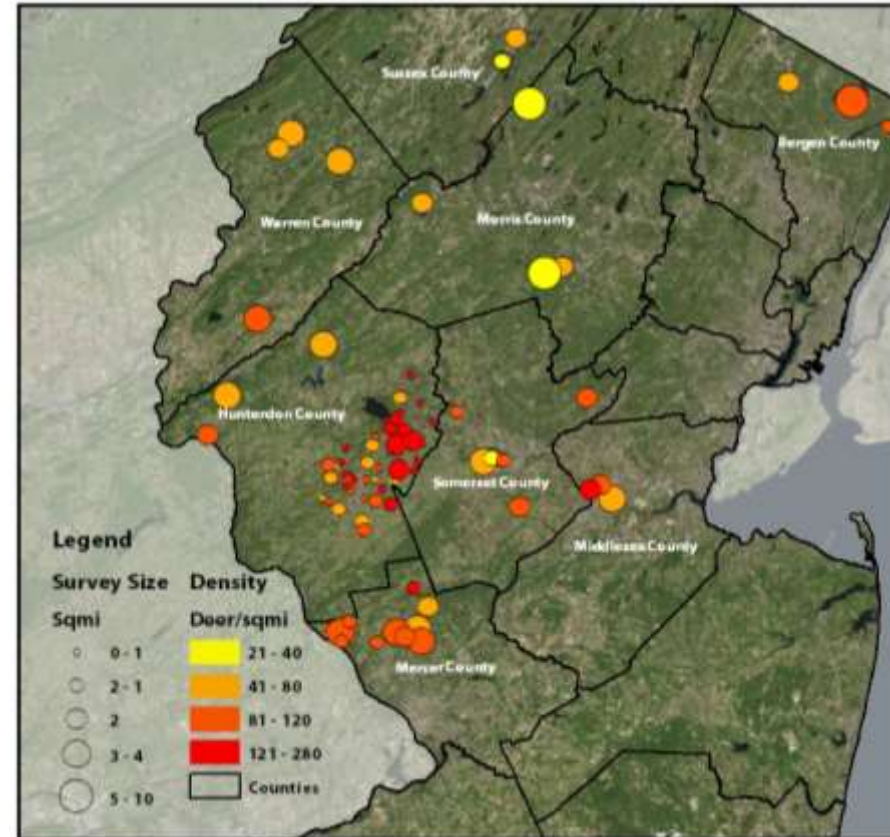 Sussex County
Bergen County
Warren County
Morris County
Hunterdon County
Somerset County
Middlesex County
Mercer County
Legend
Survey Size Density
Sqmi Deer/sqmi
0 - 1 21 - 40
2 - 1 41 - 80
2 81 - 120
3 - 4 121 - 280
5 - 10 Counties